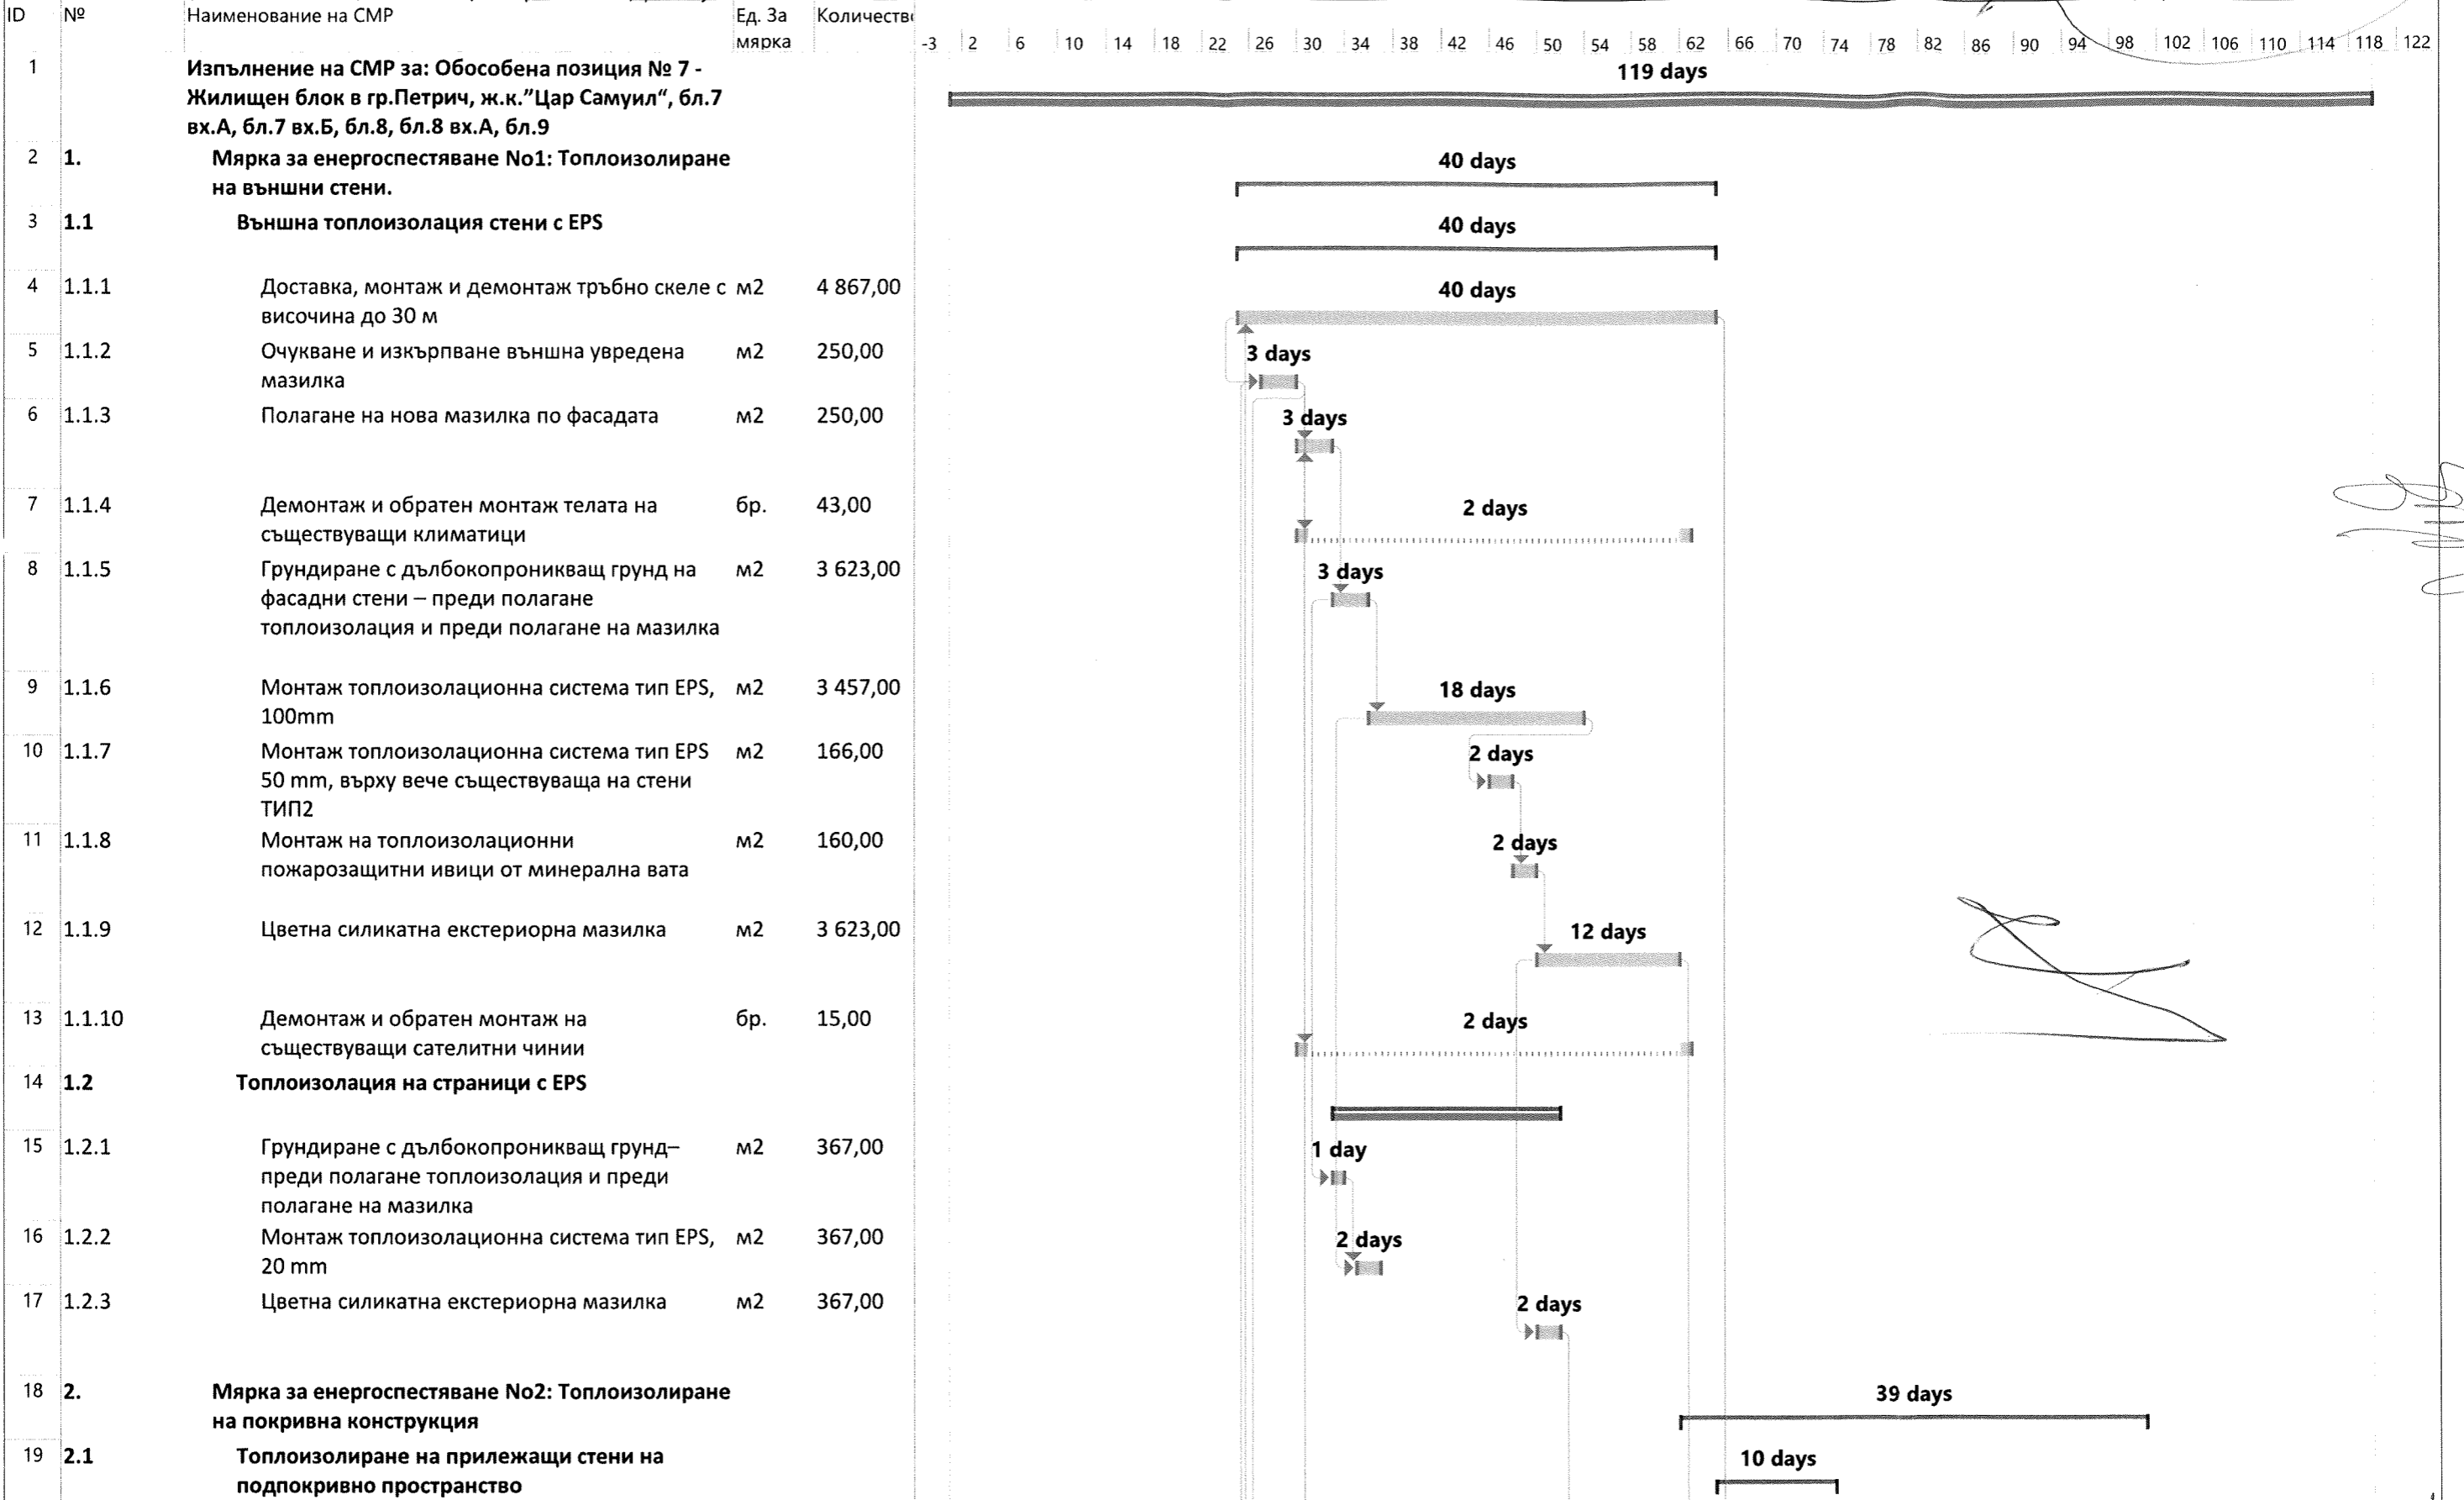 ID № Наименование на СМР Ед. За мярка Количество
-3 2 6 10 14 18 22 26 30 34 38 42 46 50 54 58 62 66 70 74 78 82 86 90 94 98 102 106 110 114 118 122
1 Изпълнение на СМР за: Обособена позиция № 7 - 119 days
Жилищен блок в гр.Петрич, ж.к."Цар Самуил“, бл.7
вх.А, бл.7 вх.Б, бл.8, бл.8 вх.А, бл.9
2 1. Мярка за енергоспестяване No1: Топлоизолиране 40 days
на външни стени.
3 1.1 Външна топлоизолация стени с EPS 40 days
4 1.1.1 Доставка, монтаж и демонтаж тръбно скеле с м2 4 867,00 40 days
височина до 30 м
5 1.1.2 Очукване и изкърпване външна увредена м2 250,00 3 days
мазилка
6 1.1.3 Полагане на нова мазилка по фасадата м2 250,00 3 days
7 1.1.4 Демонтаж и обратен монтаж телата на бр. 43,00 2 days
съществуващи климатици
8 1.1.5 Грундиране с дълбокопроникващ грунд на м2 3 623,00 3 days
фасадни стени – преди полагане
топлоизолация и преди полагане на мазилка
9 1.1.6 Монтаж топлоизолационна система тип EPS, м2 3 457,00 18 days
100mm
10 1.1.7 Монтаж топлоизолационна система тип EPS м2 166,00 2 days
50 mm, върху вече съществуваща на стени
ТИП2
11 1.1.8 Монтаж на топлоизолационни м2 160,00 2 days
пожарозащитни ивици от минерална вата
12 1.1.9 Цветна силикатна екстериорна мазилка м2 3 623,00 12 days
13 1.1.10 Демонтаж и обратен монтаж на бр. 15,00 2 days
съществуващи сателитни чинии
14 1.2 Топлоизолация на страници с EPS
15 1.2.1 Грундиране с дълбокопроникващ грунд– м2 367,00 1 day
преди полагане топлоизолация и преди
полагане на мазилка
16 1.2.2 Монтаж топлоизолационна система тип EPS, м2 367,00 2 days
20 mm
17 1.2.3 Цветна силикатна екстериорна мазилка м2 367,00 2 days
18 2. Мярка за енергоспестяване No2: Топлоизолиране 39 days
на покривна конструкция
19 2.1 Топлоизолиране на прилежащи стени на 10 days
подпокривно пространство